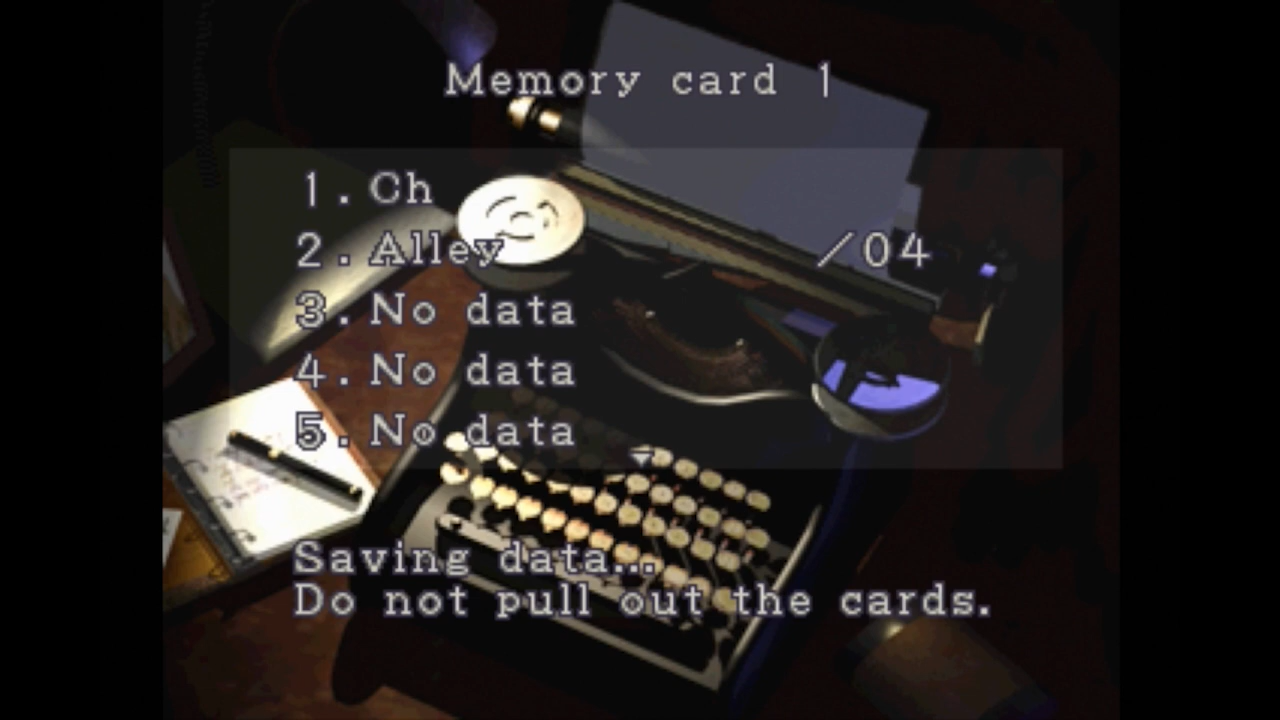 Memory card 1
1. Ch
2. Alley /04
3. No data
4. No data
5. No data
Saving data...
Do not pull out the cards.